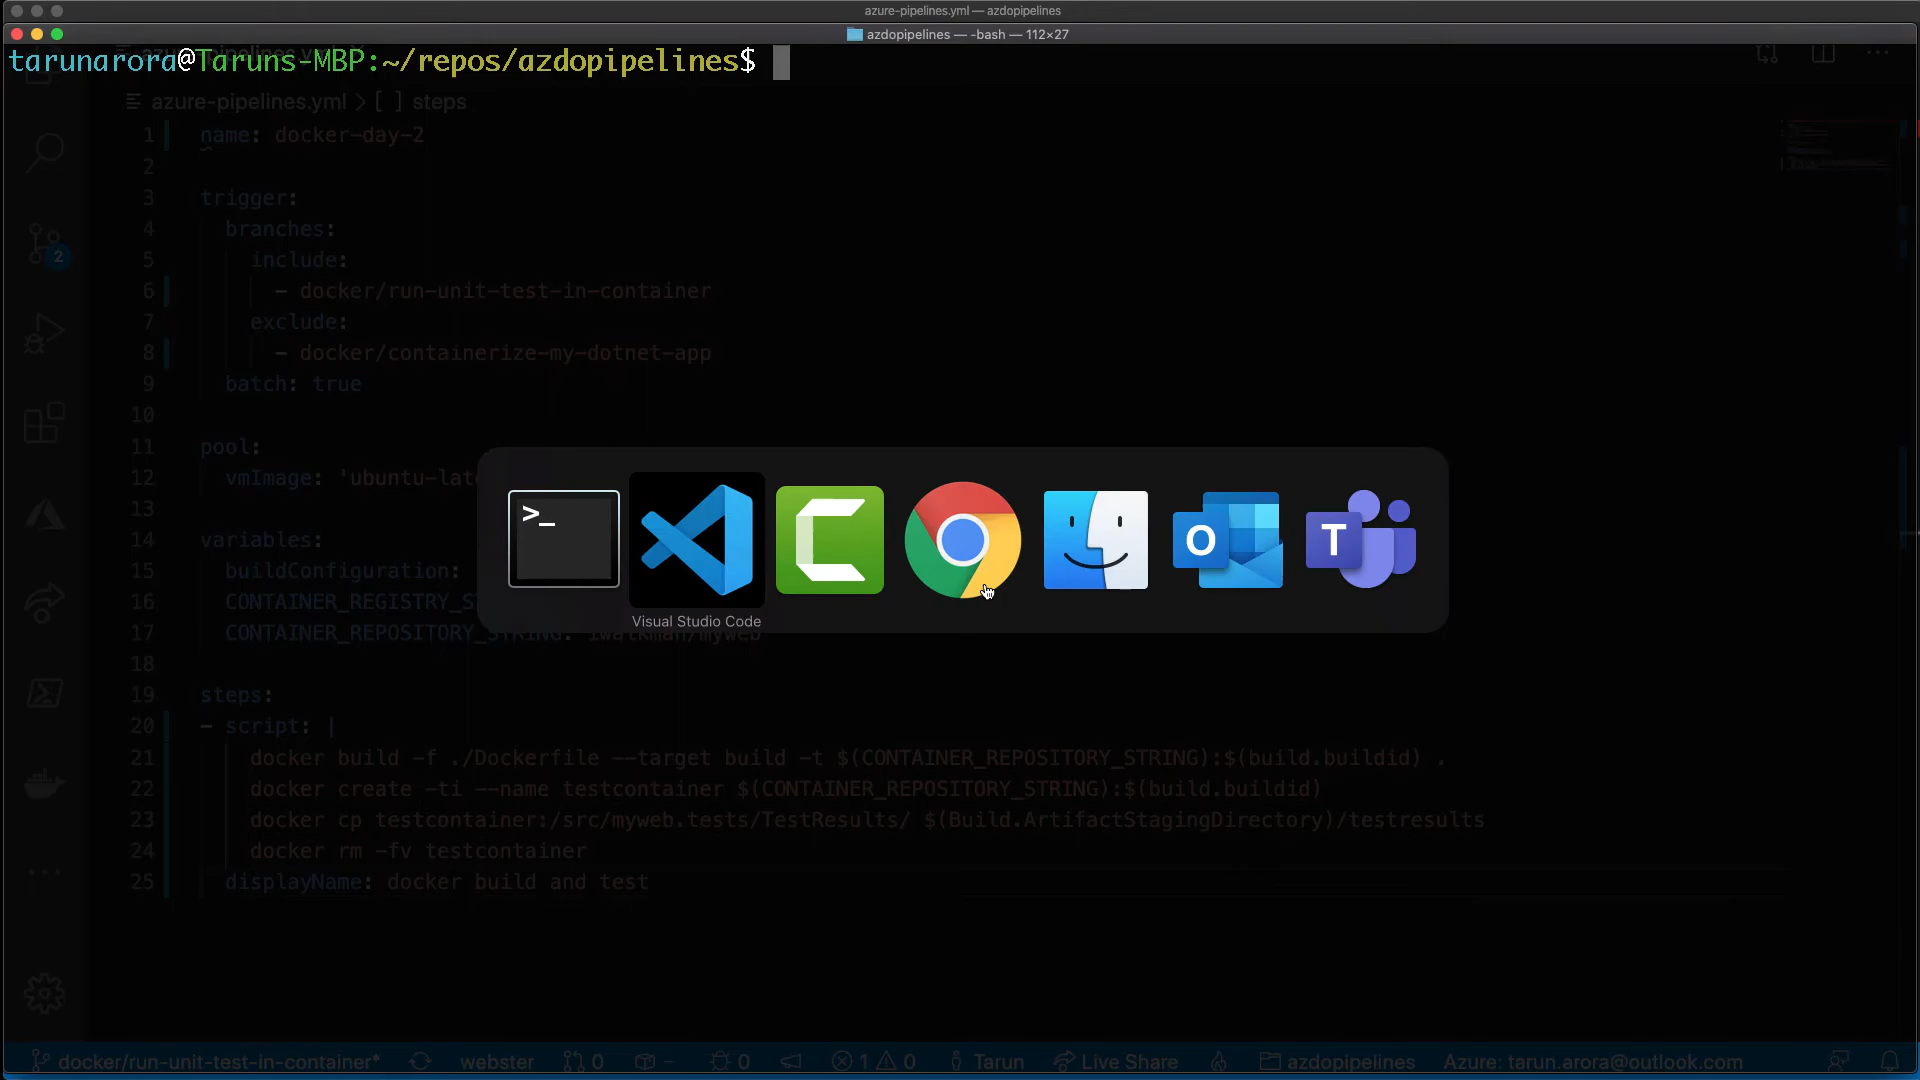 azure-pipelines.yml — azdopipelines
azdopipelines — -bash — 112×27
tarunarora@Taruns-MBP:~/repos/azdopipelines$
azure-pipelines.yml > [ ] steps
1 name: docker-day-2
2
3 trigger:
4 branches:
5 include:
6 - docker/run-unit-test-in-container
7 exclude:
8 - docker/containerize-my-dotnet-app
9 batch: true
10
11 pool:
12 vmImage:
13
14 variables:
15 buildConfiguration:
16
17 CONTAINER_REPOSITORY_STRING:
18
19 steps:
20 - script: |
21 docker build -f ./Dockerfile --target build -t $(CONTAINER_REPOSITORY_STRING):$(build.buildid) .
22 docker create -ti --name testcontainer $(CONTAINER_REPOSITORY_STRING):$(build.buildid)
23 docker cp testcontainer:/src/myweb.tests/TestResults/ $(Build.ArtifactStagingDirectory)/testresults
24 docker rm -fv testcontainer
25 displayName: docker build and test
2
>_
O
T
Visual Studio Code
docker/run-unit-test-in-container* webster 0 - 0 1 0 Tarun Live Share azdopipelines Azure: tarun.arora@outlook.com